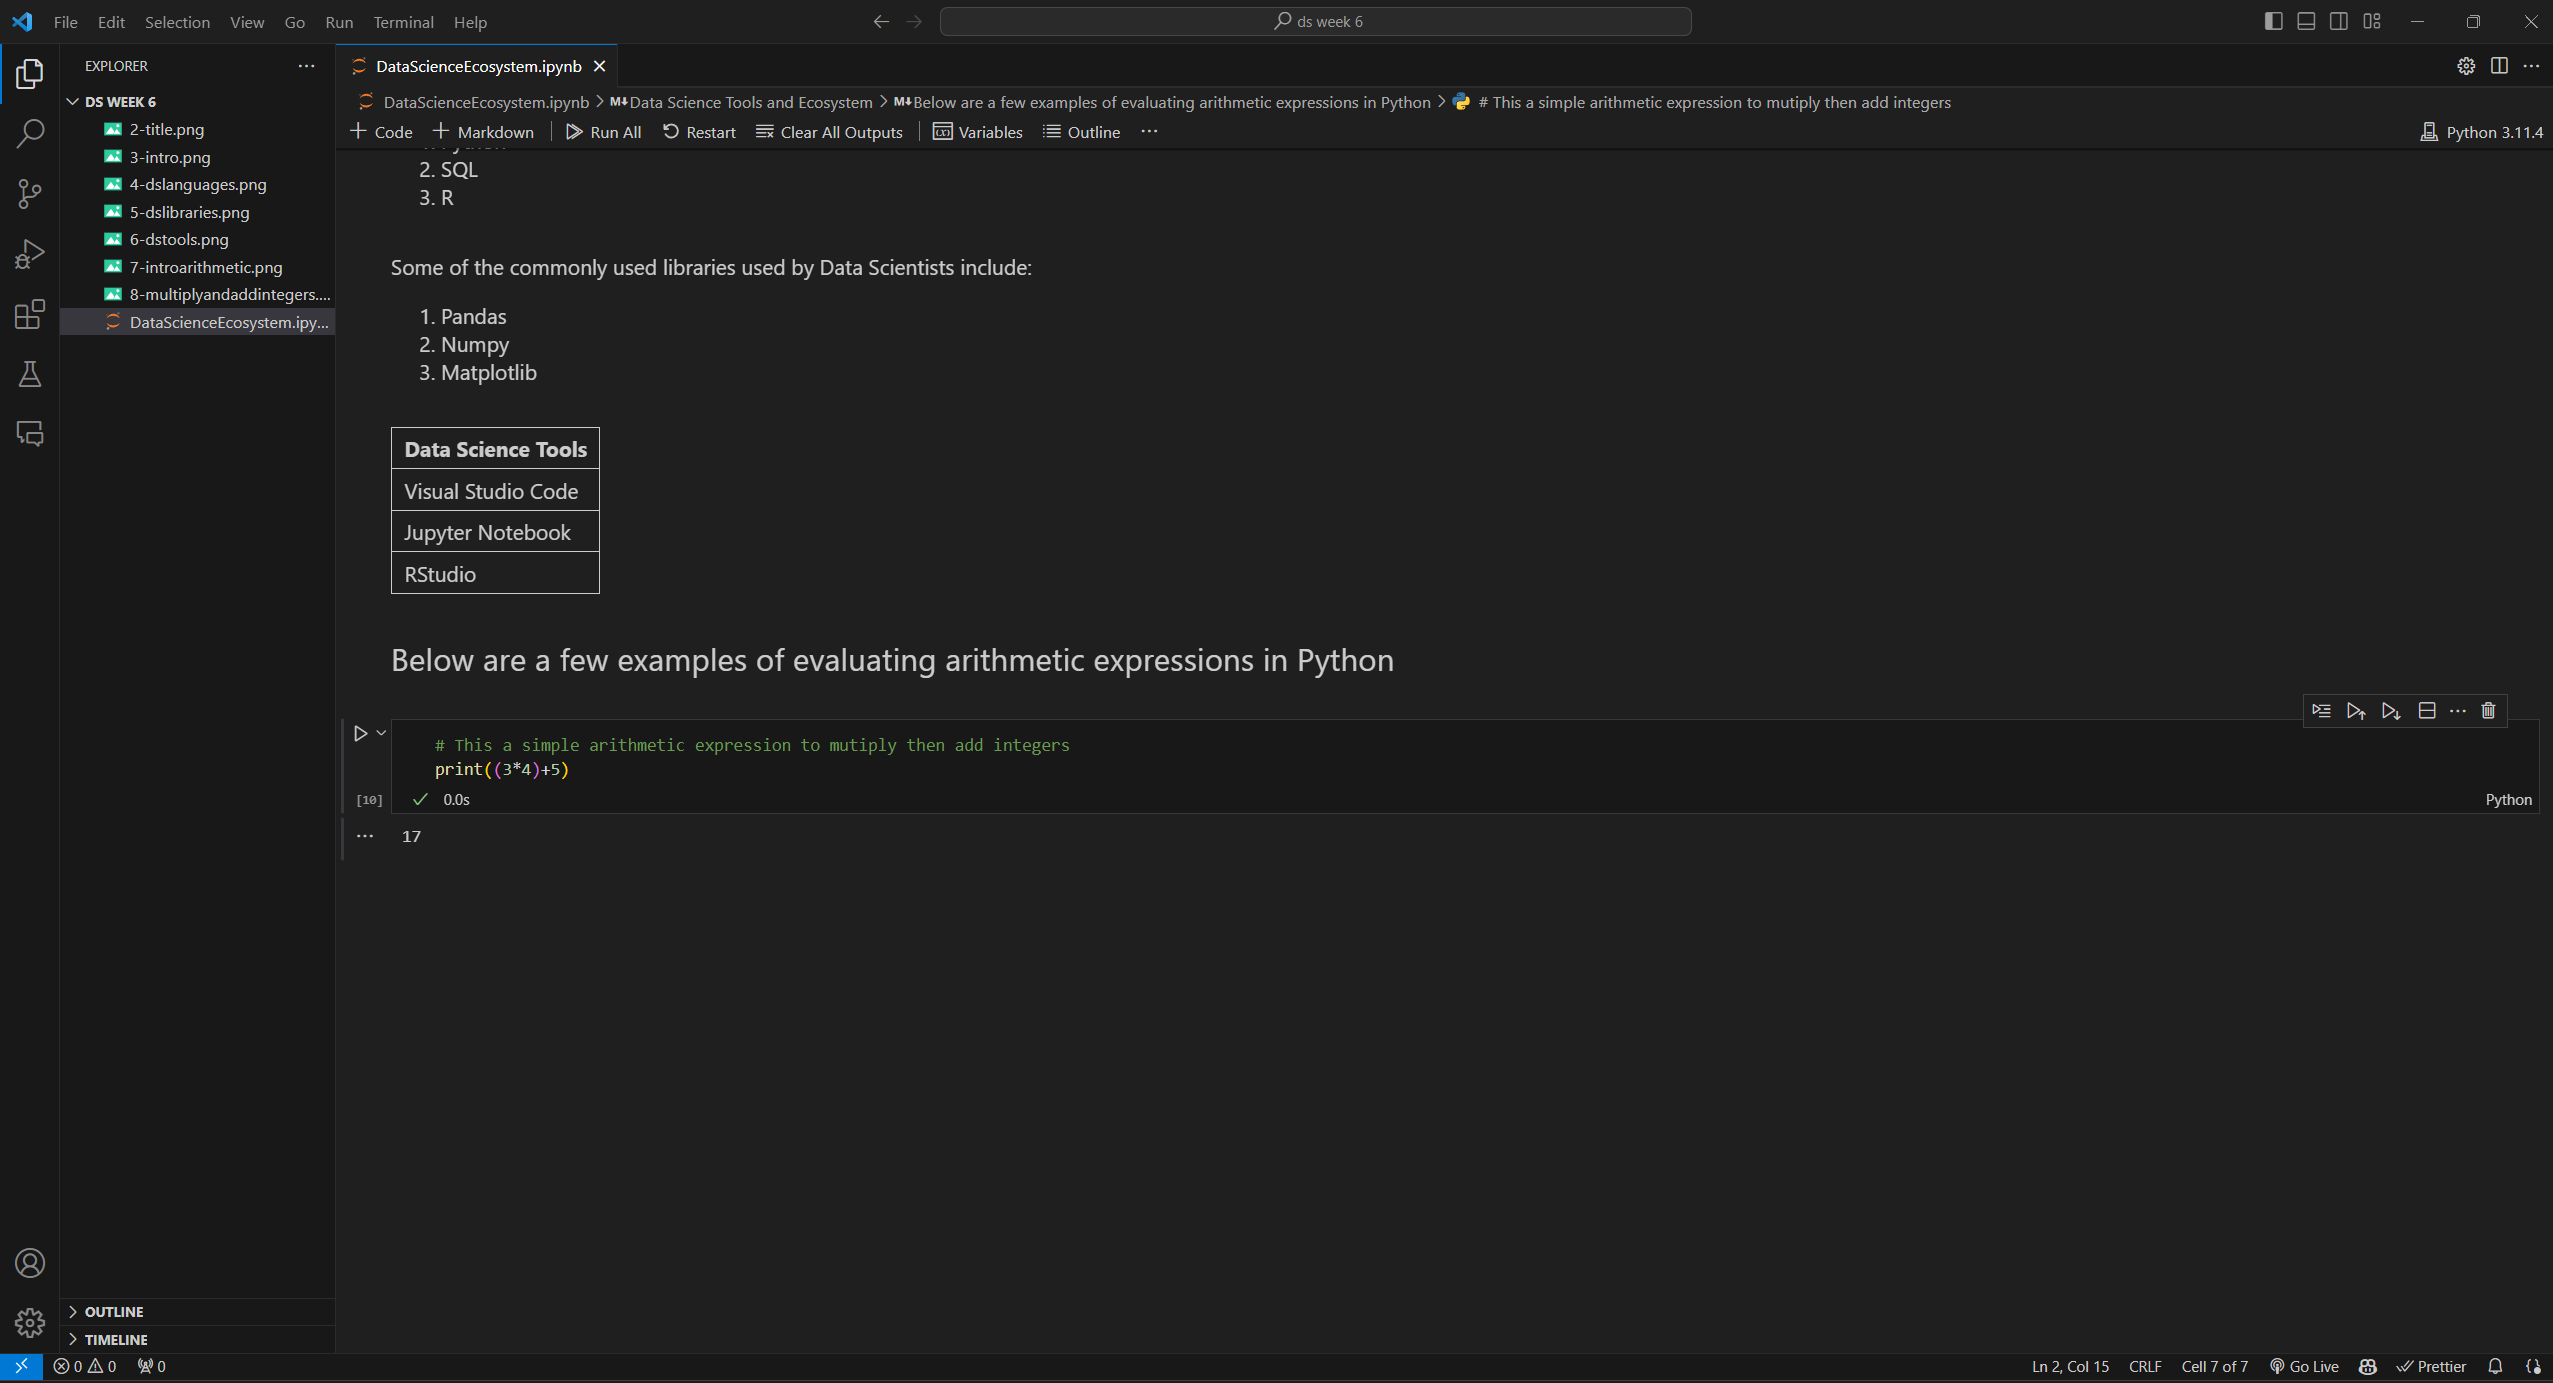 File Edit Selection View Go Run Terminal Help
ds week 6
EXPLORER
DS WEEK 6
2-title.png
3-intro.png
4-dslanguages.png
5-dslibraries.png
6-dstools.png
7-introarithmetic.png
8-multiplyandaddintegers....
DataScienceEcosystem.ipy...
OUTLINE
TIMELINE
DataScienceEcosystem.ipynb
DataScienceEcosystem.ipynb > M↓Data Science Tools and Ecosystem > M↓Below are a few examples of evaluating arithmetic expressions in Python > # This a simple arithmetic expression to mutiply then add integers
+ Code + Markdown Run All Restart Clear All Outputs Variables Outline ...
Python 3.11.4
2. SQL
3. R
Some of the commonly used libraries used by Data Scientists include:
1. Pandas
2. Numpy
3. Matplotlib
Data Science Tools
Visual Studio Code
Jupyter Notebook
RStudio
Below are a few examples of evaluating arithmetic expressions in Python
# This a simple arithmetic expression to mutiply then add integers
print((3*4)+5)
[10] 0.0s
Python
17
0 0 0
Ln 2, Col 15 CRLF Cell 7 of 7 Go Live Prettier